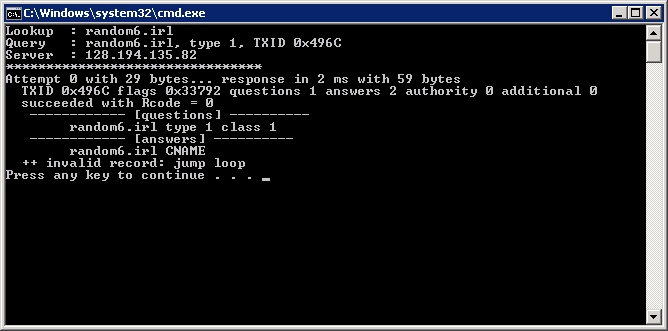 C:\Windows\system32\cmd.exe
Lookup  : random6.irl
Query   : random6.irl, type 1, TXID 0x496C
Server  : 128.194.135.82
********************************
Attempt 0 with 29 bytes... response in 2 ms with 59 bytes
  TXID 0x496C flags 0x33792 questions 1 answers 2 authority 0 additional 0
  succeeded with Rcode = 0
   ------------ [questions] ----------
        random6.irl type 1 class 1
   ------------ [answers] ----------
        random6.irl CNAME
  ++ invalid record: jump loop
Press any key to continue . . . _